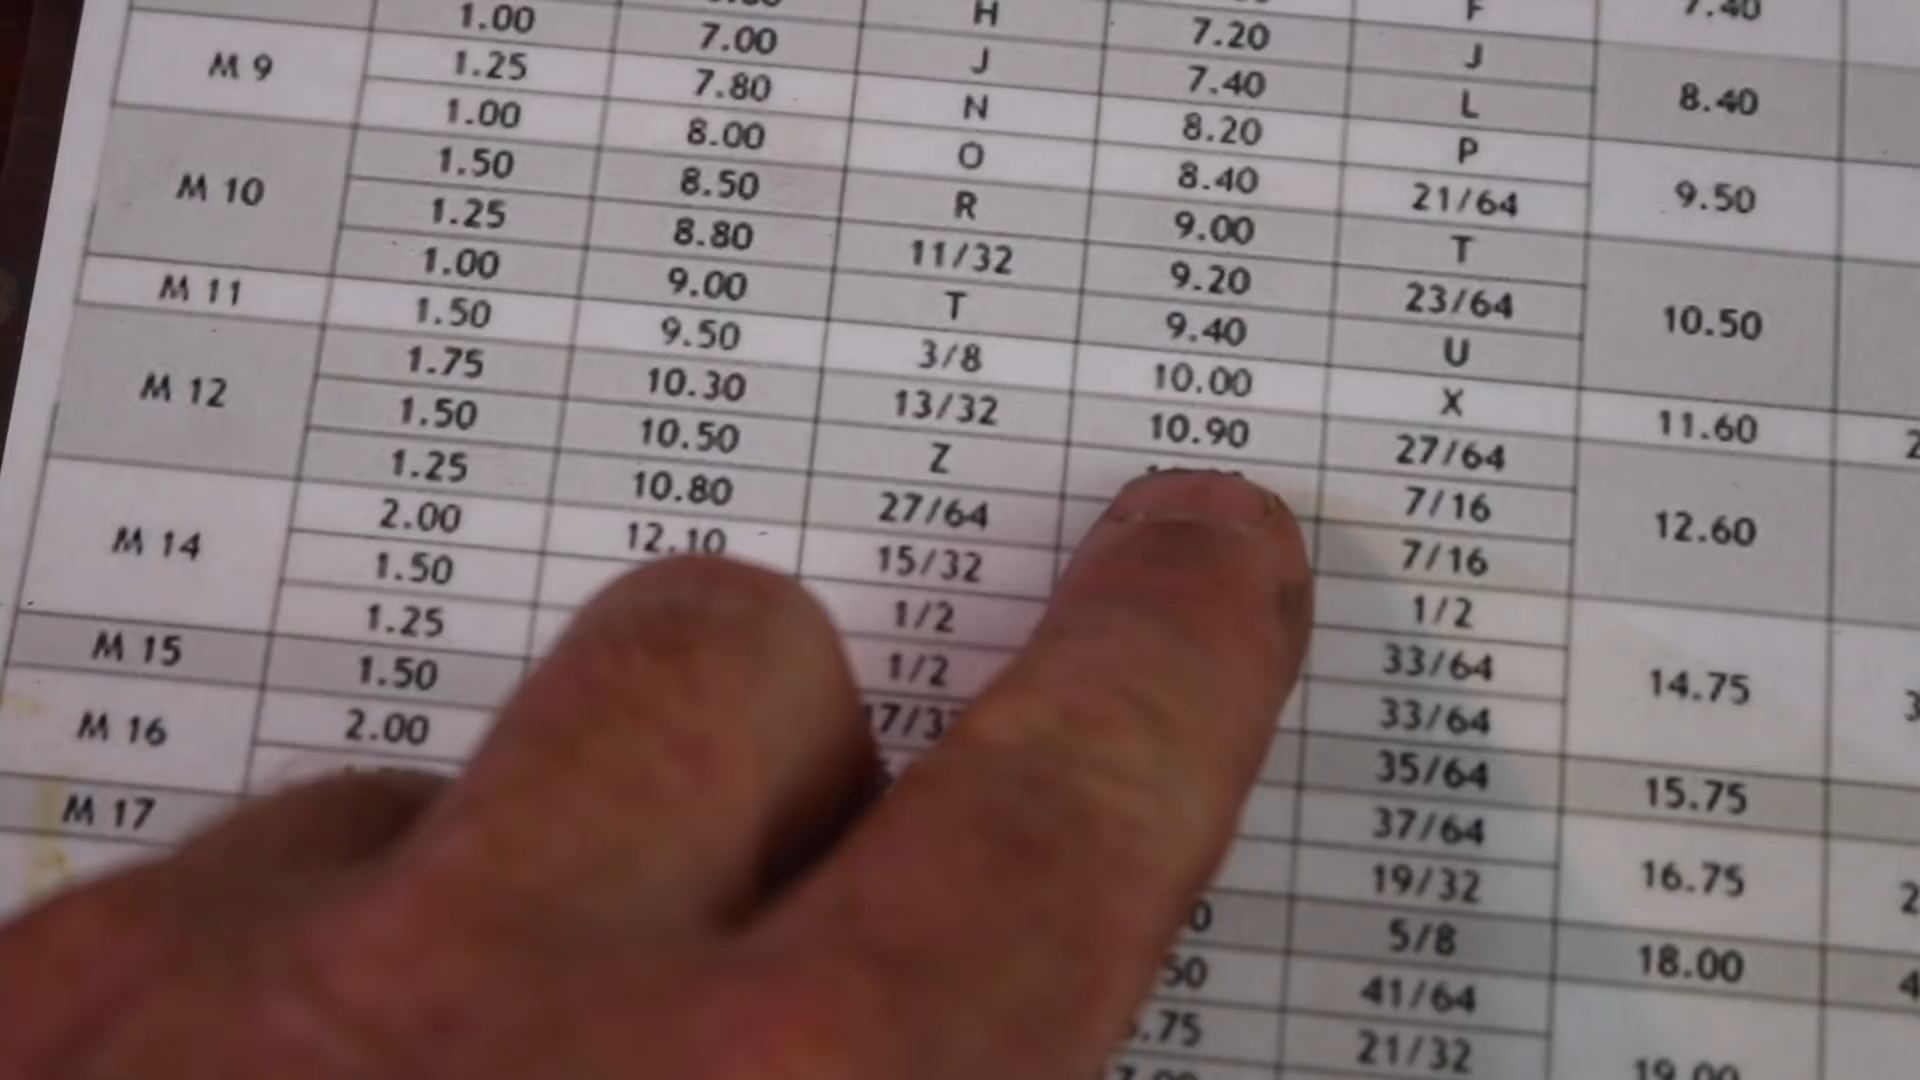 F
H 7.20 J
1.00 7.00 J 7.40 L 8.40
M 9 1.25 7.80 N 8.20 P 9.50
1.00 8.00 O 8.40 21/64
M 10 1.50 8.50 R 9.00 T 10.50
1.25 8.80 11/32 9.20 23/64
1.00 9.00 T 9.40 U
M 11 1.50 9.50 3/8 10.00 X 11.60
M 12 1.75 10.30 13/32 10.90 27/64 12.60
1.50 10.50 Z 7/16
1.25 10.80 27/64 7/16
M 14 2.00 12.10 15/32 1/2 14.75
1.50 1/2 33/64
1.25 1/2 33/64
M 15 1.50 35/64 15.75
M 16 2.00 37/64 16.75
19/32
M 17 5/8 18.00
41/64
21/32